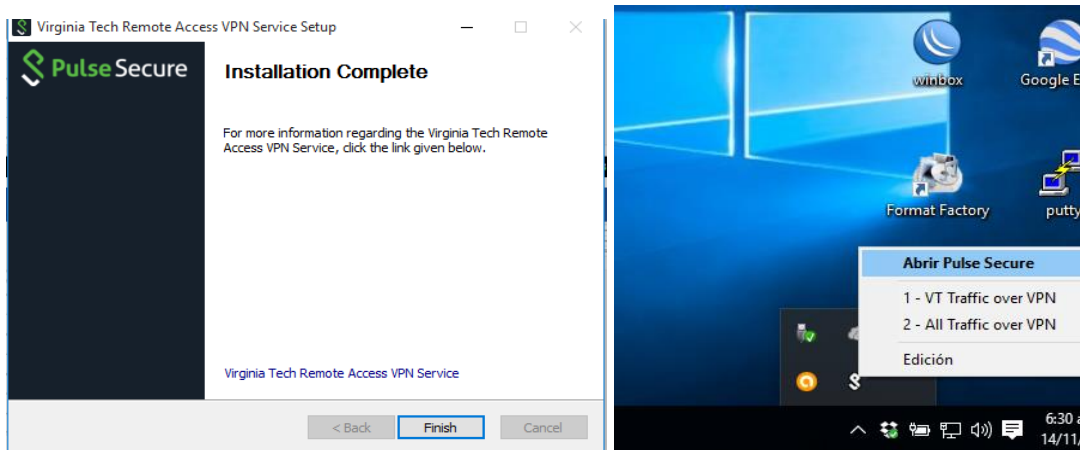 Virginia Tech Remote Access VPN Service Setup
Pulse Secure
Installation Complete
For more information regarding the Virginia Tech Remote
Access VPN Service, click the link given below.
Virginia Tech Remote Access VPN Service
< Back
Finish
Cancel
winbox
Google E
Format Factory
putty
Abrir Pulse Secure
1 - VT Traffic over VPN
2 - All Traffic over VPN
Edición
6:30 a
14/11/